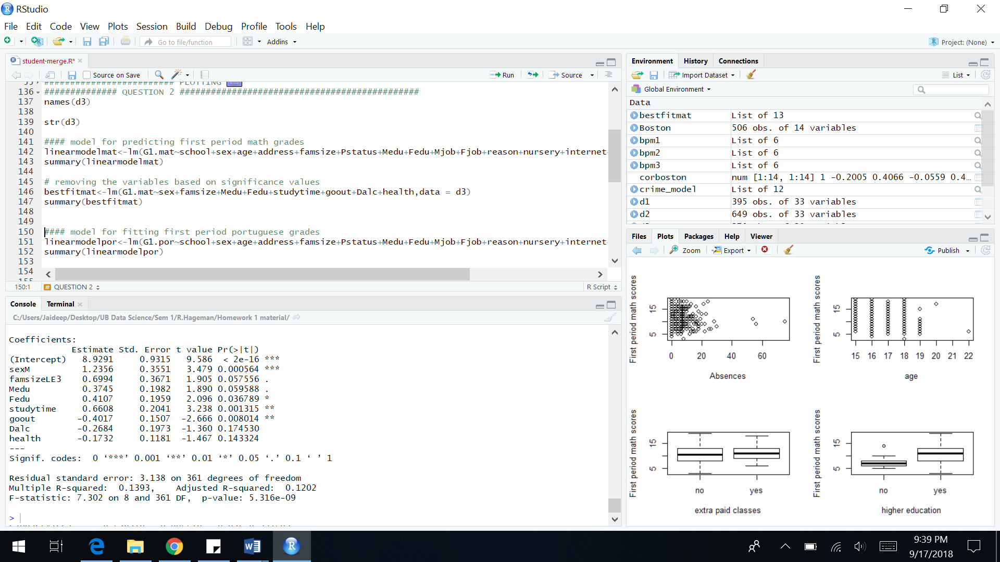 RStudio
File Edit Code View Plots Session Build Debug Profile Tools Help
Go to file/function Addins Project: (None)
student-merge.R*
Source on Save Run Source
######################### PLOTTING
136 ############## QUESTION 2 ##############################################
137 names(d3)
138
139 str(d3)
140
141 #### model for predicting first period math grades
142 linearmodelmat<-lm(G1.mat~school+sex+age+address+famsize+Pstatus+Medu+Fedu+Mjob+Fjob+reason+nursery+internet+
143 summary(linearmodelmat)
144
145 # removing the variables based on significance values
146 bestfitmat<-lm(G1.mat~sex+famsize+Medu+Fedu+studytime+goout+Dalc+health,data = d3)
147 summary(bestfitmat)
148
149
150 #### model for fitting first period portuguese grades
151 linearmodelpor<-lm(G1.por~school+sex+age+address+famsize+Pstatus+Medu+Fedu+Mjob+Fjob+reason+nursery+internet+
152 summary(linearmodelpor)
153
154
150:1 # QUESTION 2 R Script
Console Terminal
C:/Users/Jaideep/Desktop/UB Data Science/Sem 1/R.Hageman/Homework 1 material/
Coefficients:
Estimate Std. Error t value Pr(>|t|)
(Intercept) 8.9291 0.9315 9.586 < 2e-16 ***
sexM 1.2356 0.3551 3.479 0.000564 ***
famsizeLE3 0.6994 0.3671 1.905 0.057556 .
Medu 0.3745 0.1982 1.890 0.059588 .
Fedu 0.4107 0.1959 2.096 0.036789 *
studytime 0.6608 0.2041 3.238 0.001315 **
goout -0.4017 0.1507 -2.666 0.008014 **
Dalc -0.2684 0.1973 -1.360 0.174530
health -0.1732 0.1181 -1.467 0.143324
---
Signif. codes: 0 ‘***’ 0.001 ‘**’ 0.01 ‘*’ 0.05 ‘.’ 0.1 ‘ ’ 1
Residual standard error: 3.138 on 361 degrees of freedom
Multiple R-squared: 0.1393, Adjusted R-squared: 0.1202
F-statistic: 7.302 on 8 and 361 DF, p-value: 5.316e-09
>
Environment History Connections
Import Dataset List
Global Environment
Data
bestfitmat List of 13
Boston 506 obs. of 14 variables
bpm1 List of 6
bpm2 List of 6
bpm3 List of 6
corboston num [1:14, 1:14] 1 -0.2005 0.4066 -0.0559 0.4...
crime_model List of 12
d1 395 obs. of 33 variables
d2 649 obs. of 33 variables
Files Plots Packages Help Viewer
Zoom Export Publish
First period math scores
5 15
0 20 40 60
Absences
First period math scores
5 15
15 16 17 18 19 20 21 22
age
First period math scores
5 15
no yes
extra paid classes
First period math scores
5 15
no yes
higher education
9:39 PM
9/17/2018